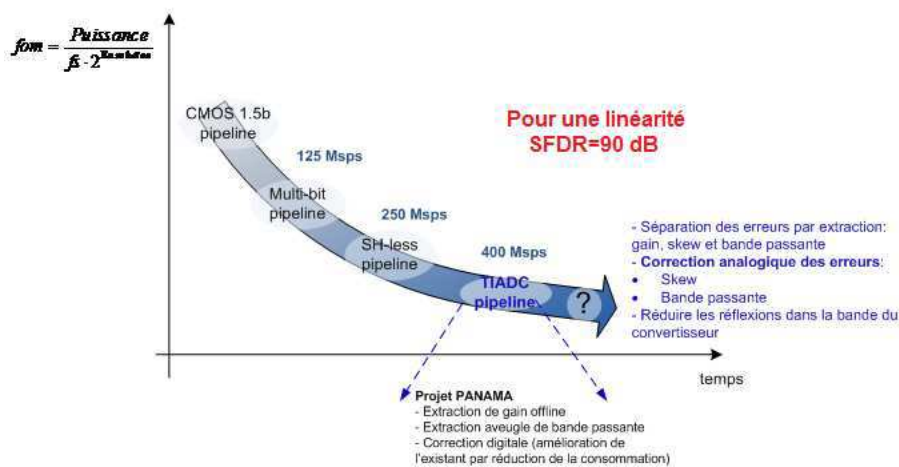 fom = Puissance
fs · 2^Résolution
Pour une linéarité
SFDR=90 dB
CMOS 1.5b
pipeline
125 Msps
Multi-bit
pipeline
250 Msps
SH-less
pipeline
400 Msps
TIADC
pipeline
?
- Séparation des erreurs par extraction:
gain, skew et bande passante
- Correction analogique des erreurs:
• Skew
• Bande passante
- Réduire les réflexions dans la bande du
convertisseur
temps
Projet PANAMA
- Extraction de gain offline
- Extraction aveugle de bande passante
- Correction digitale (amélioration de
l'existant par réduction de la consommation)